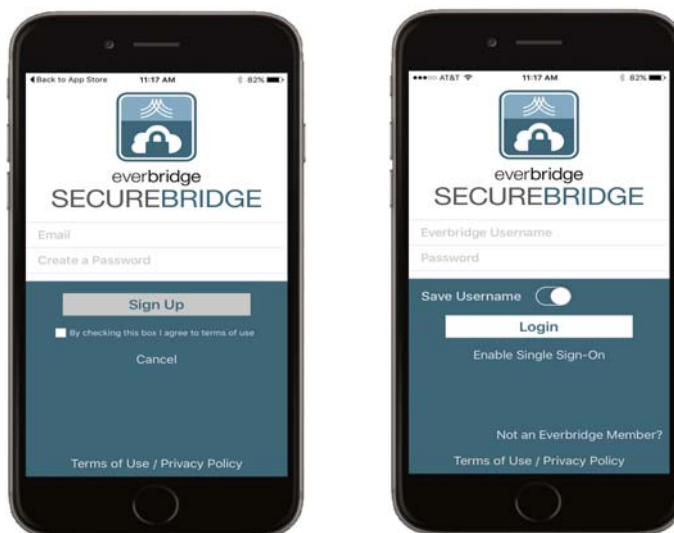 Back to App Store 11:17 AM 82%
everbridge
SECUREBRIDGE
Email
Create a Password
Sign Up
By checking this box I agree to terms of use
Cancel
Terms of Use / Privacy Policy
AT&T 11:17 AM 82%
everbridge
SECUREBRIDGE
Everbridge Username
Password
Save Username
Login
Enable Single Sign-On
Not an Everbridge Member?
Terms of Use / Privacy Policy